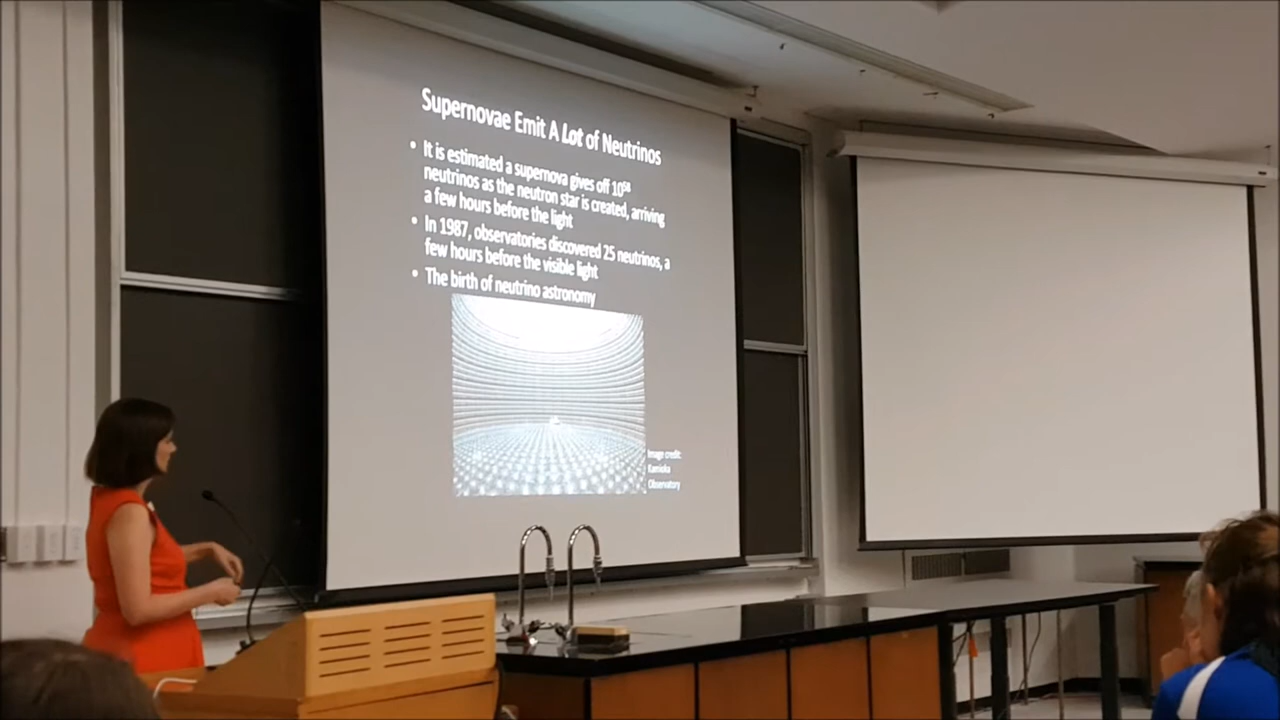 Supernovae Emit A Lot of Neutrinos
• It is estimated a supernova gives off 10⁵⁸
neutrinos as the neutron star is created, arriving
a few hours before the light
• In 1987, observatories discovered 25 neutrinos, a
few hours before the visible light
• The birth of neutrino astronomy
Image credit:
Kamioka
Observatory